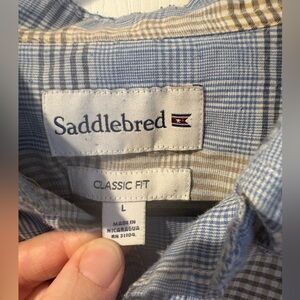 Saddlebred
CLASSIC FIT
L
MADE IN
NICARAGUA